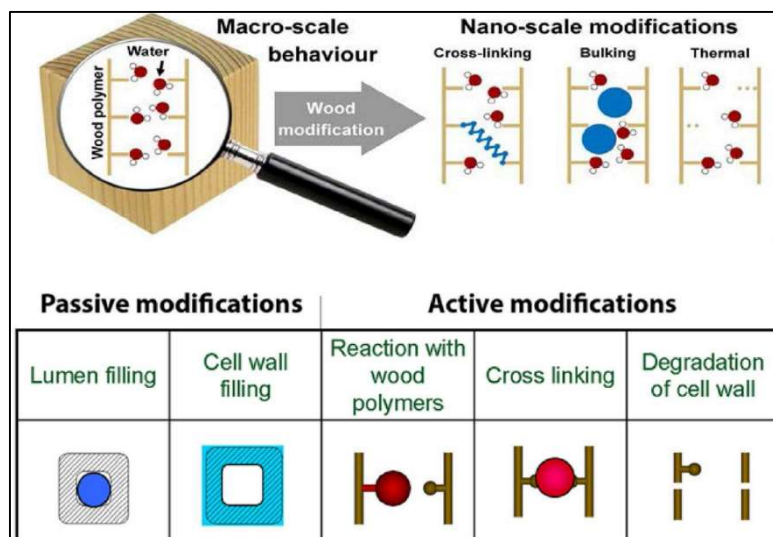 Macro-scale
behaviour
Nano-scale modifications
Water
Wood polymer
Wood
modification
Cross-linking
Bulking
Thermal
Passive modifications
Active modifications
Lumen filling
Cell wall
filling
Reaction with
wood
polymers
Cross linking
Degradation
of cell wall